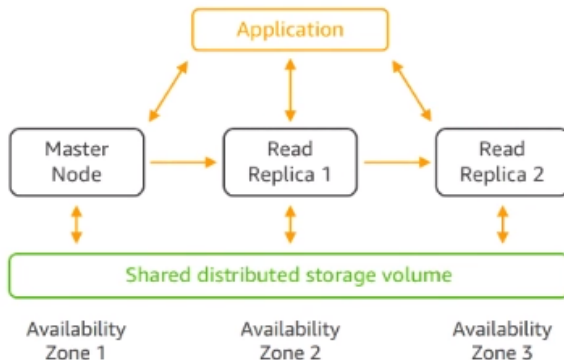 Application
Master
Node
Read
Replica 1
Read
Replica 2
Shared distributed storage volume
Availability
Zone 1
Availability
Zone 2
Availability
Zone 3